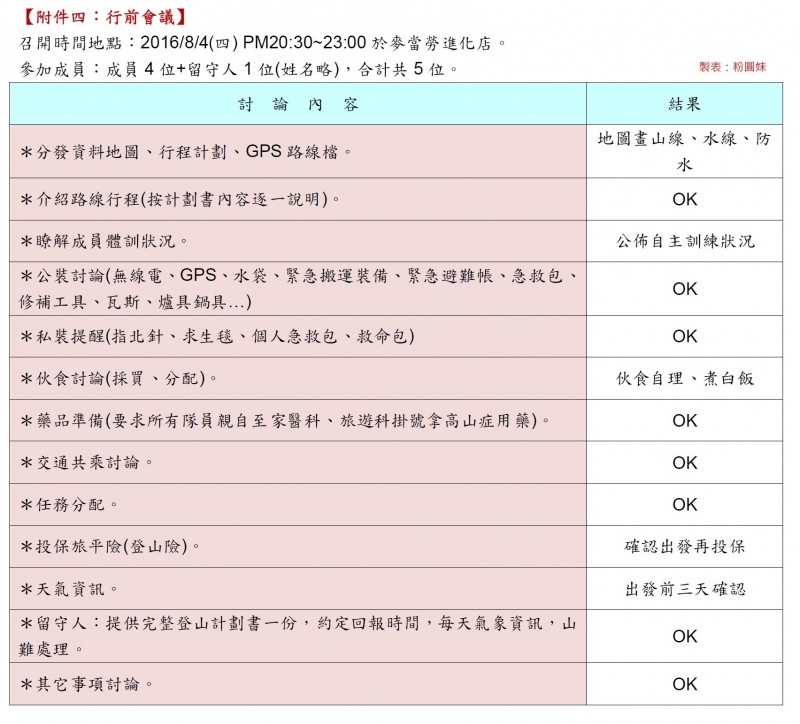 【附件四：行前會議】
召開時間地點：2016/8/4(四) PM20:30~23:00 於麥當勞進化店。
參加成員：成員 4 位+留守人 1 位(姓名略)，合計共 5 位。
製表：粉圓妹
討 論 內 容
結果
＊分發資料地圖、行程計劃、GPS 路線檔。
地圖畫山線、水線、防
水
＊介紹路線行程(按計劃書內容逐一說明)。
OK
＊瞭解成員體訓狀況。
公佈自主訓練狀況
＊公裝討論(無線電、GPS、水袋、緊急搬運裝備、緊急避難帳、急救包、
修補工具、瓦斯、爐具鍋具…)
OK
＊私裝提醒(指北針、求生毯、個人急救包、救命包)
OK
＊伙食討論(採買、分配)。
伙食自理、煮白飯
＊藥品準備(要求所有隊員親自至家醫科、旅遊科掛號拿高山症用藥)。
OK
＊交通共乘討論。
OK
＊任務分配。
OK
＊投保旅平險(登山險)。
確認出發再投保
＊天氣資訊。
出發前三天確認
＊留守人：提供完整登山計劃書一份，約定回報時間，每天氣象資訊，山
難處理。
OK
＊其它事項討論。
OK